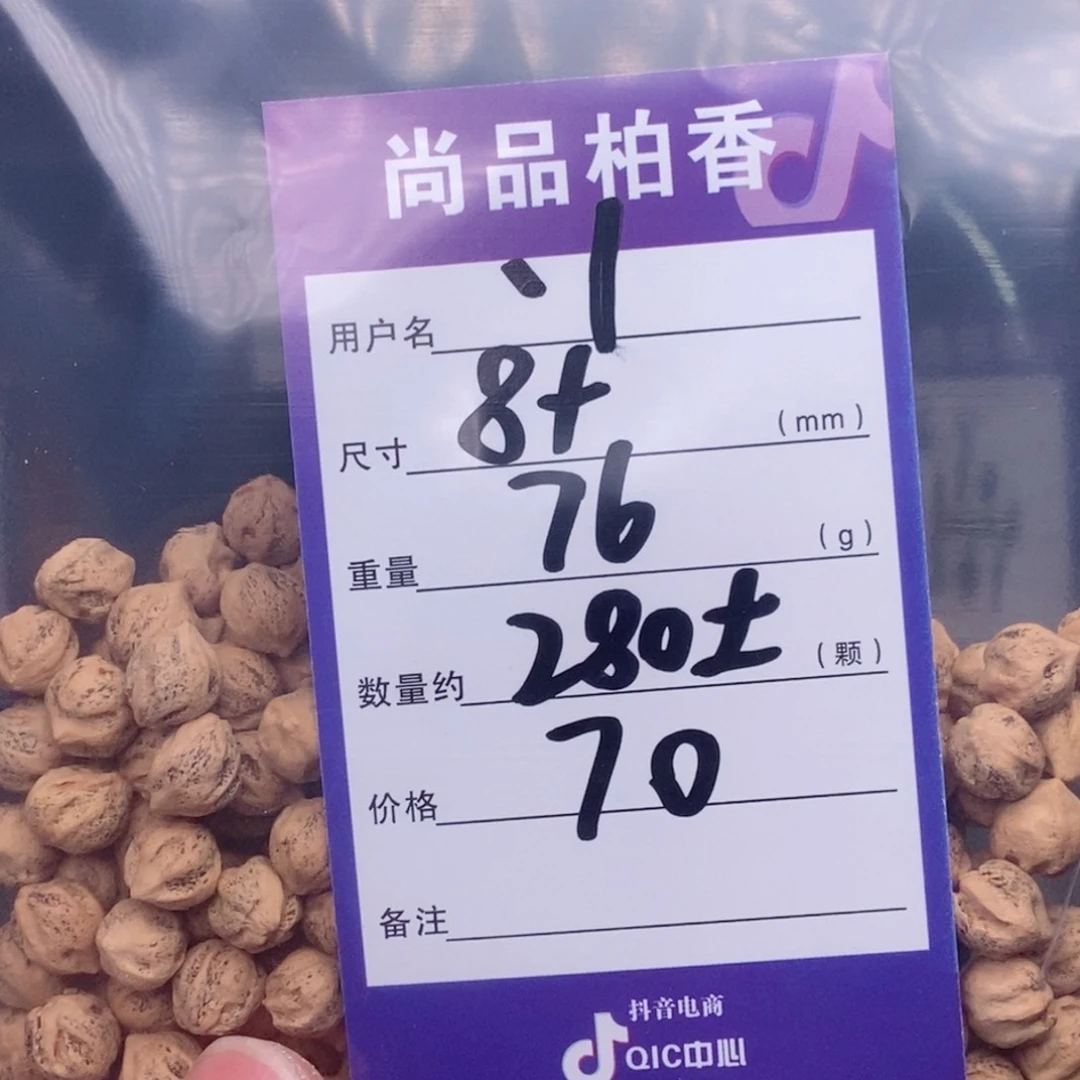 尚品柏香
用户名 丶1
尺寸 8+ (mm)
重量 76 (g)
数量约 280± (颗)
价格 70
备注
抖音电商
QIC中心